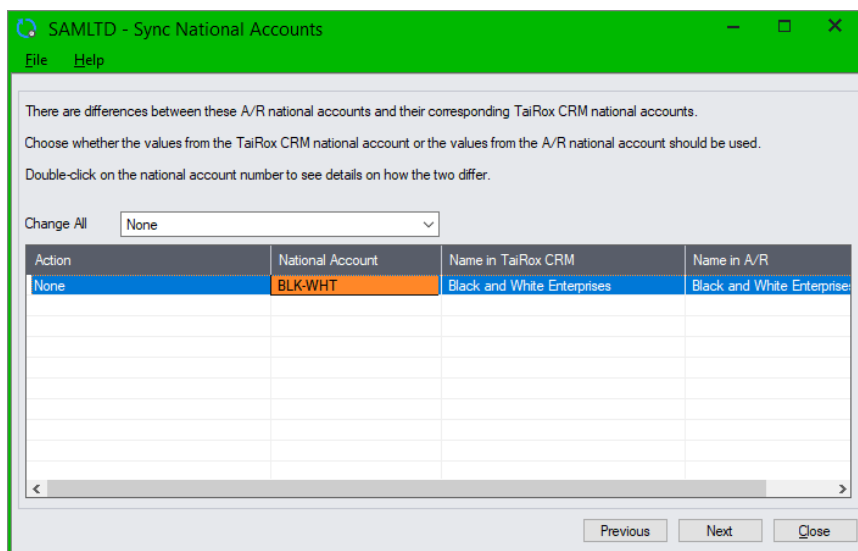 SAMLTD - Sync National Accounts
File Help
There are differences between these A/R national accounts and their corresponding TaiRox CRM national accounts.
Choose whether the values from the TaiRox CRM national account or the values from the A/R national account should be used.
Double-click on the national account number to see details on how the two differ.
Change All None
Action National Account Name in TaiRox CRM Name in A/R
None BLK-WHT Black and White Enterprises Black and White Enterprises
Previous Next Close